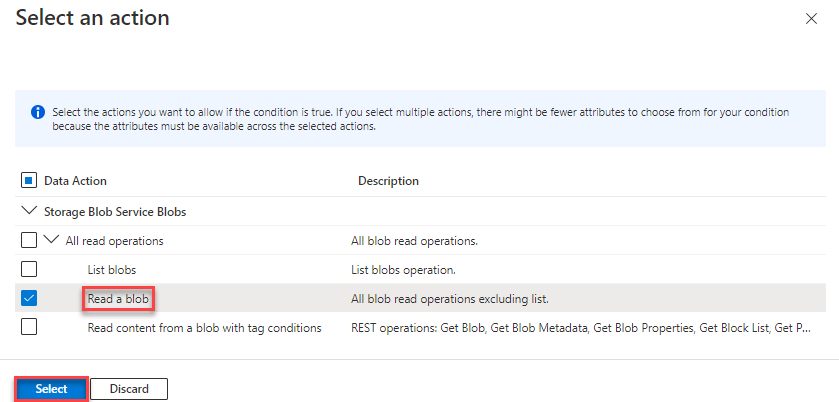 Select an action
Select the actions you want to allow if the condition is true. If you select multiple actions, there might be fewer attributes to choose from for your condition
because the attributes must be available across the selected actions.
Data Action Description
Storage Blob Service Blobs
All read operations All blob read operations.
List blobs List blobs operation.
Read a blob All blob read operations excluding list.
Read content from a blob with tag conditions REST operations: Get Blob, Get Blob Metadata, Get Blob Properties, Get Block List, Get P...
Select Discard